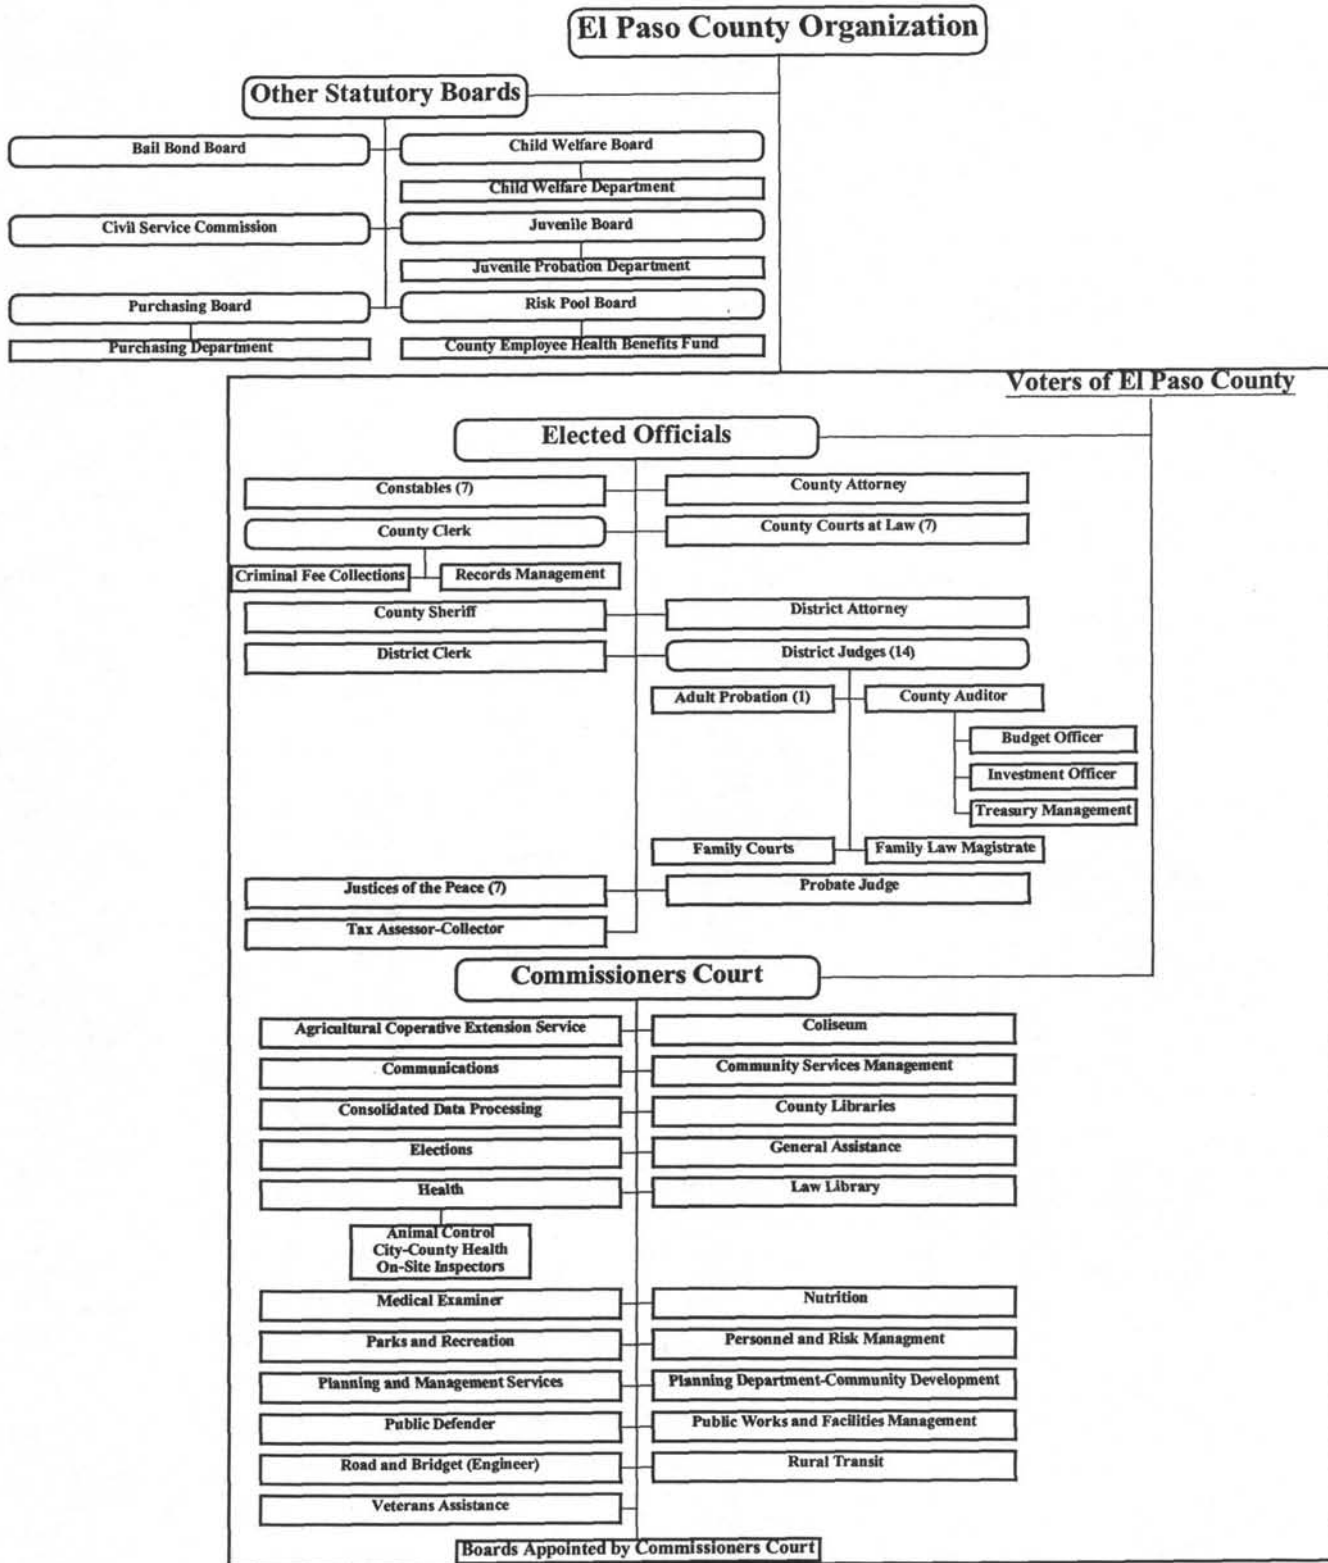 El Paso County Organization
Other Statutory Boards
Bail Bond Board
Child Welfare Board
Child Welfare Department
Civil Service Commission
Juvenile Board
Juvenile Probation Department
Purchasing Board
Risk Pool Board
Purchasing Department
County Employee Health Benefits Fund
Voters of El Paso County
Elected Officials
Constables (7)
County Attorney
County Clerk
County Courts at Law (7)
Criminal Fee Collections
Records Management
County Sheriff
District Attorney
District Clerk
District Judges (14)
Adult Probation (1)
County Auditor
Budget Officer
Investment Officer
Treasury Management
Family Courts
Family Law Magistrate
Justices of the Peace (7)
Probate Judge
Tax Assessor-Collector
Commissioners Court
Agricultural Coperative Extension Service
Coliseum
Communications
Community Services Management
Consolidated Data Processing
County Libraries
Elections
General Assistance
Health
Law Library
Animal Control
City-County Health
On-Site Inspectors
Medical Examiner
Nutrition
Parks and Recreation
Personnel and Risk Managment
Planning and Management Services
Planning Department-Community Development
Public Defender
Public Works and Facilities Management
Road and Bridget (Engineer)
Rural Transit
Veterans Assistance
Boards Appointed by Commissioners Court